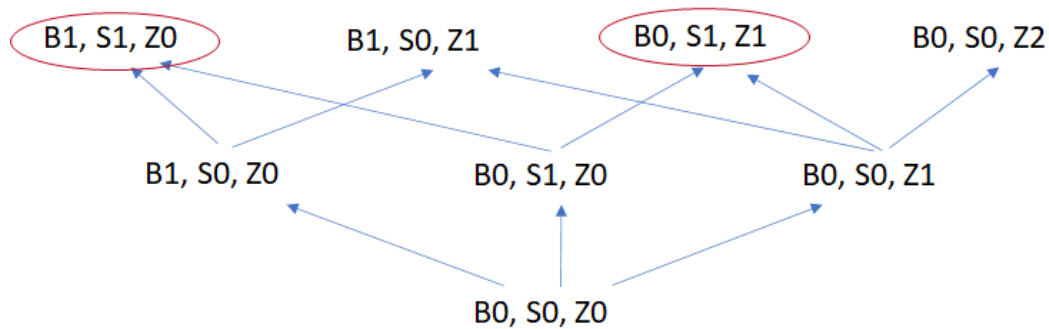 B1, S1, Z0
B1, S0, Z1
B0, S1, Z1
B0, S0, Z2
B1, S0, Z0
B0, S1, Z0
B0, S0, Z1
B0, S0, Z0